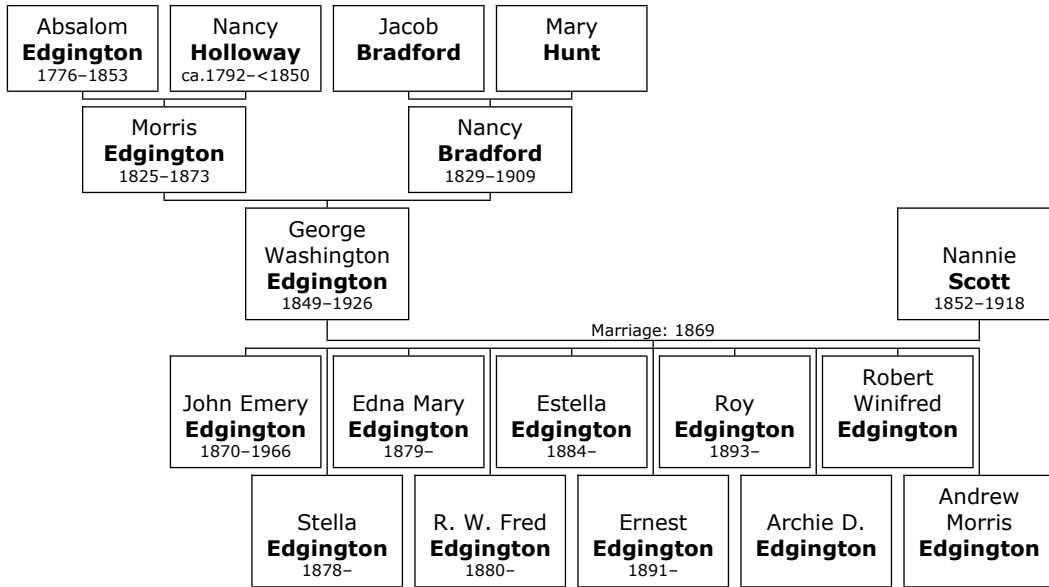 Absalom
Edgington
1776–1853
Nancy
Holloway
ca.1792–<1850
Jacob
Bradford
Mary
Hunt
Morris
Edgington
1825–1873
Nancy
Bradford
1829–1909
George
Washington
Edgington
1849–1926
Nannie
Scott
1852–1918
Marriage: 1869
John Emery
Edgington
1870–1966
Edna Mary
Edgington
1879–
Estella
Edgington
1884–
Roy
Edgington
1893–
Robert
Winifred
Edgington
Stella
Edgington
1878–
R. W. Fred
Edgington
1880–
Ernest
Edgington
1891–
Archie D.
Edgington
Andrew
Morris
Edgington